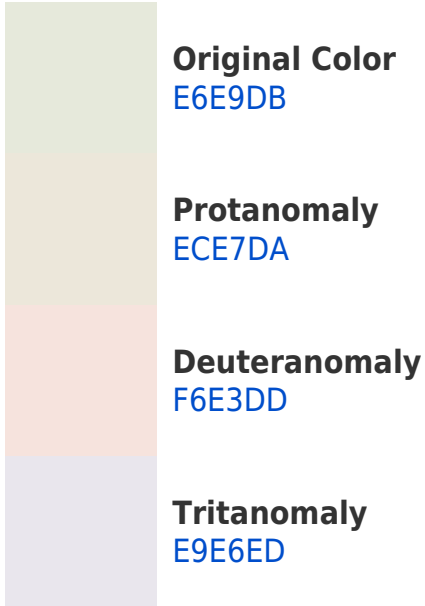 Original Color
E6E9DB
Protanomaly
ECE7DA
Deuteranomaly
F6E3DD
Tritanomaly
E9E6ED